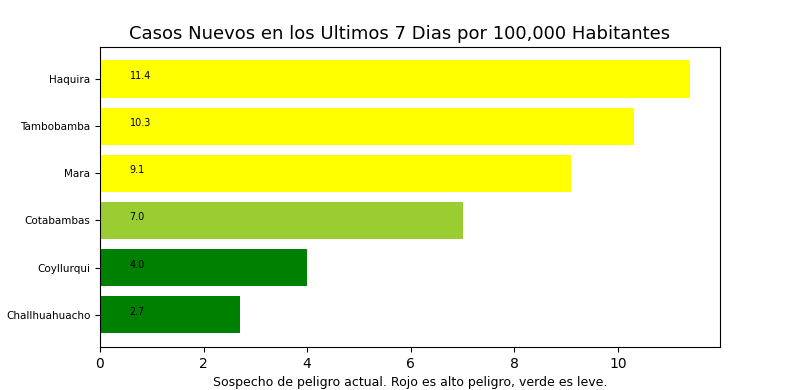 Casos Nuevos en los Ultimos 7 Dias por 100,000 Habitantes
Haquira 11.4
Tambobamba 10.3
Mara 9.1
Cotabambas 7.0
Coyllurqui 4.0
Challhuahuacho 2.7
0 2 4 6 8 10
Sospecho de peligro actual. Rojo es alto peligro, verde es leve.